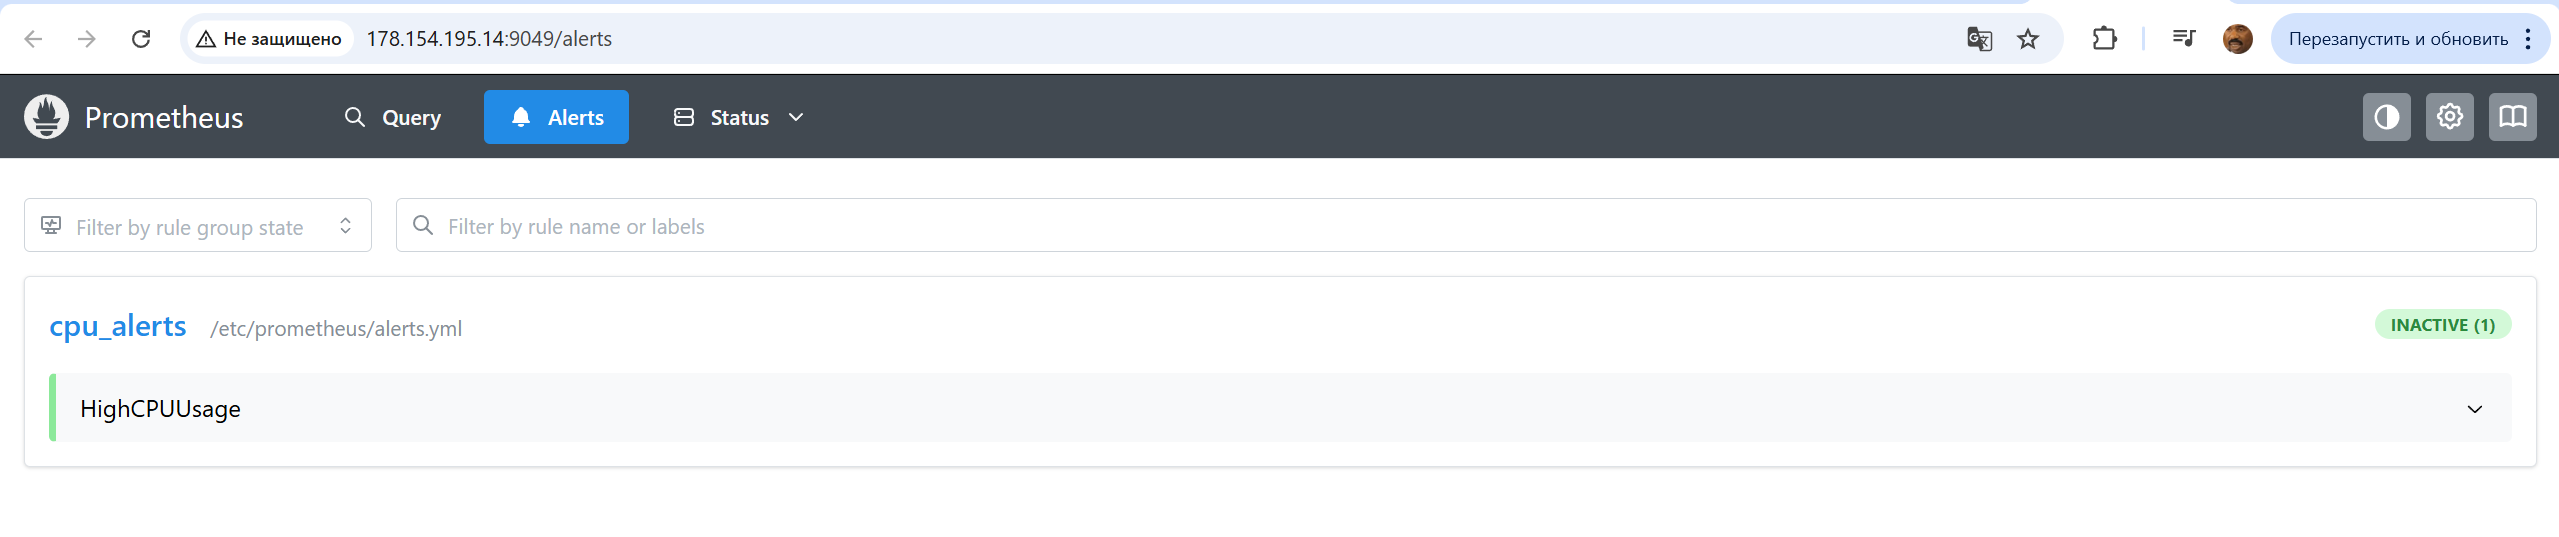 Не защищено 178.154.195.14:9049/alerts Перезапустить и обновить
Prometheus Query Alerts Status
Filter by rule group state Filter by rule name or labels
cpu_alerts /etc/prometheus/alerts.yml INACTIVE (1)
HighCPUUsage